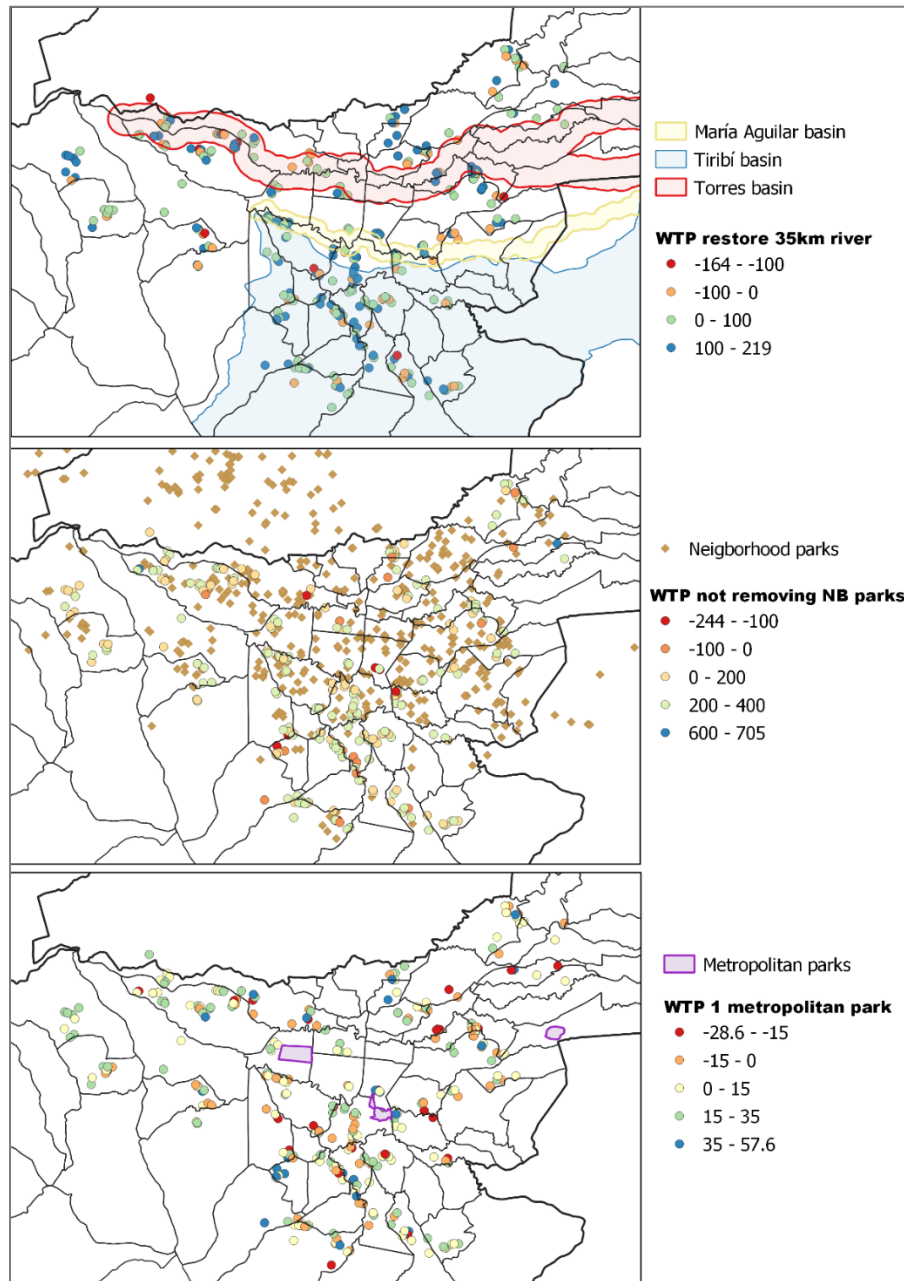 María Aguilar basin
Tiribí basin
Torres basin
WTP restore 35km river
-164 - -100
-100 - 0
0 - 100
100 - 219
Neigborhood parks
WTP not removing NB parks
-244 - -100
-100 - 0
0 - 200
200 - 400
600 - 705
Metropolitan parks
WTP 1 metropolitan park
-28.6 - -15
-15 - 0
0 - 15
15 - 35
35 - 57.6